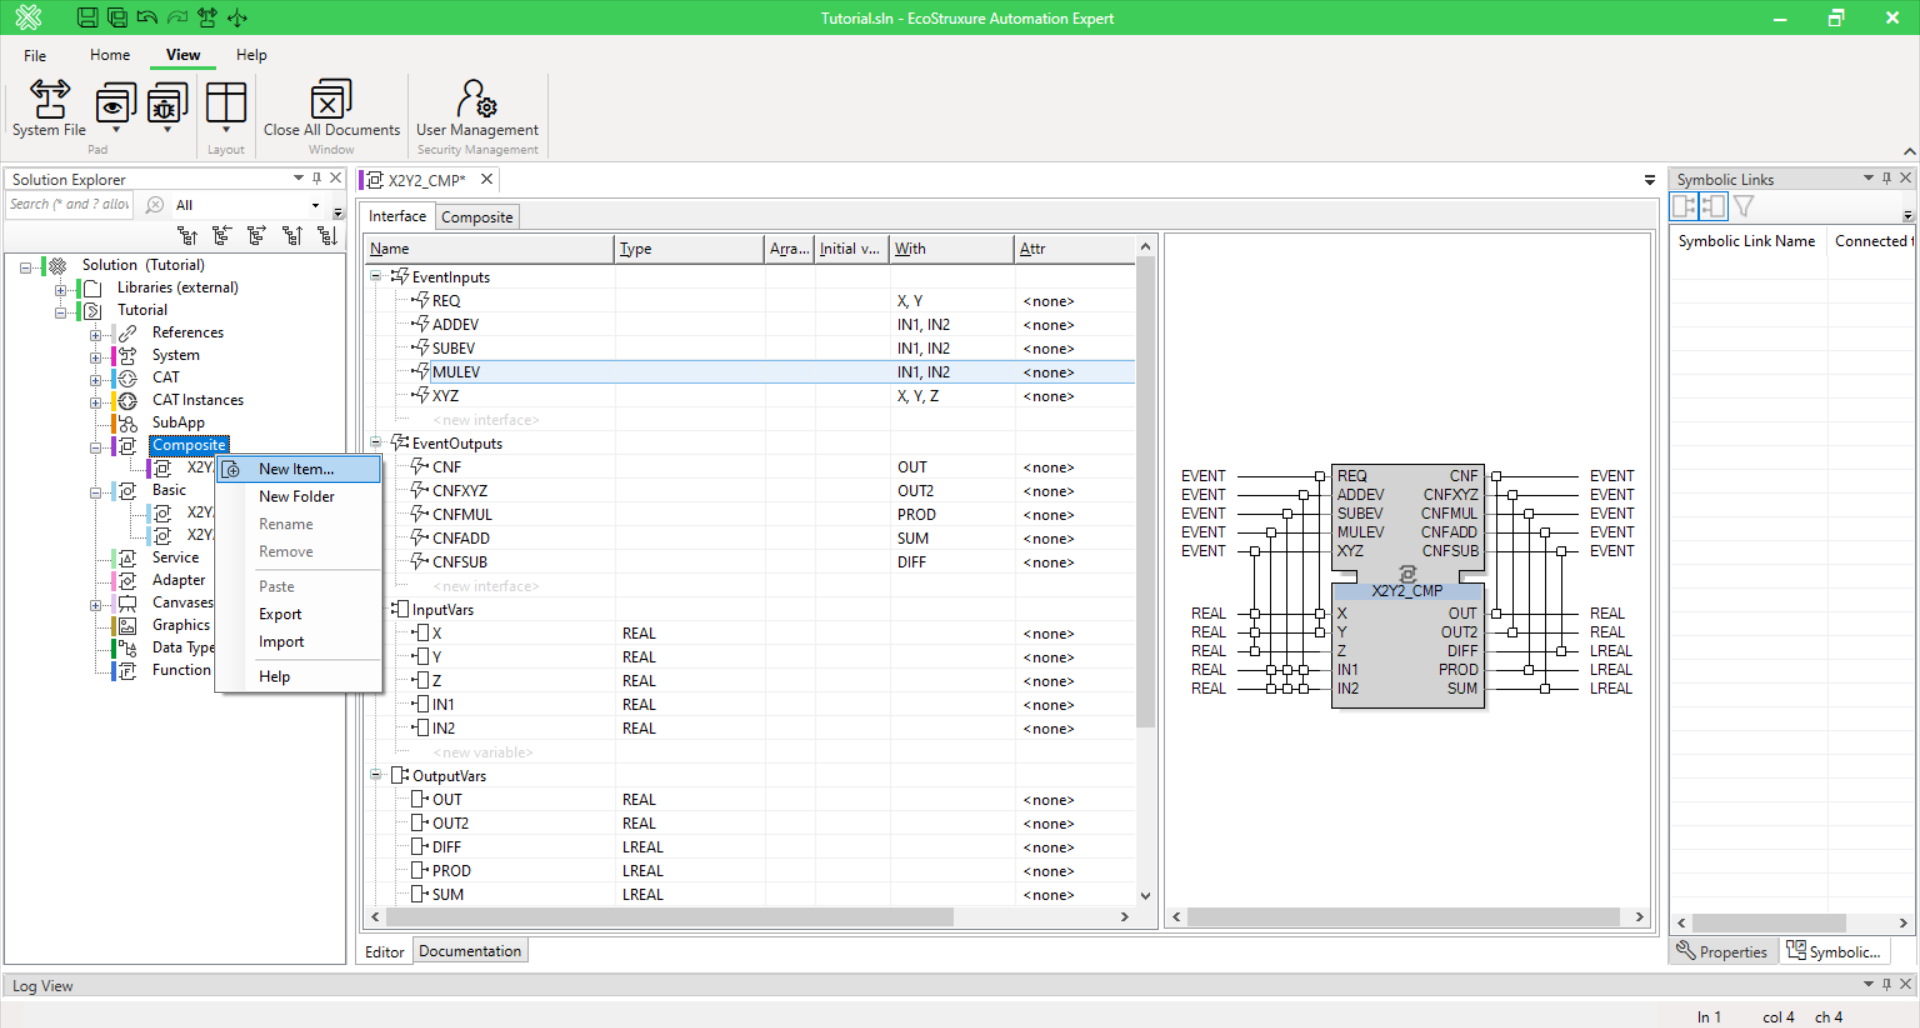 Tutorial.sln - EcoStruxure Automation Expert
File Home View Help
System File
Close All Documents
User Management
Pad
Layout
Window
Security Management
Solution Explorer
Search (* and ? allow
All
Solution (Tutorial)
Libraries (external)
Tutorial
References
System
CAT
CAT Instances
SubApp
Composite
X2Y
Basic
X2Y
X2Y
Service
Adapter
Canvases
Graphics
Data Type
Function
New Item...
New Folder
Rename
Remove
Paste
Export
Import
Help
X2Y2_CMP*
Interface Composite
Name Type Arra... Initial v... With Attr
EventInputs
REQ X, Y <none>
ADDEV IN1, IN2 <none>
SUBEV IN1, IN2 <none>
MULEV IN1, IN2 <none>
XYZ X, Y, Z <none>
<new interface>
EventOutputs
CNF OUT <none>
CNFXYZ OUT2 <none>
CNFMUL PROD <none>
CNFADD SUM <none>
CNFSUB DIFF <none>
<new interface>
InputVars
X REAL <none>
Y REAL <none>
Z REAL <none>
IN1 REAL <none>
IN2 REAL <none>
<new variable>
OutputVars
OUT REAL <none>
OUT2 REAL <none>
DIFF LREAL <none>
PROD LREAL <none>
SUM LREAL <none>
Editor Documentation
EVENT REQ CNF EVENT
EVENT ADDEV CNFXYZ EVENT
EVENT SUBEV CNFMUL EVENT
EVENT MULEV CNFADD EVENT
EVENT XYZ CNFSUB EVENT
X2Y2_CMP
REAL X OUT REAL
REAL Y OUT2 REAL
REAL Z DIFF LREAL
REAL IN1 PROD LREAL
REAL IN2 SUM LREAL
Symbolic Links
Symbolic Link Name Connected t
Properties Symbolic...
Log View
ln 1 col 4 ch 4